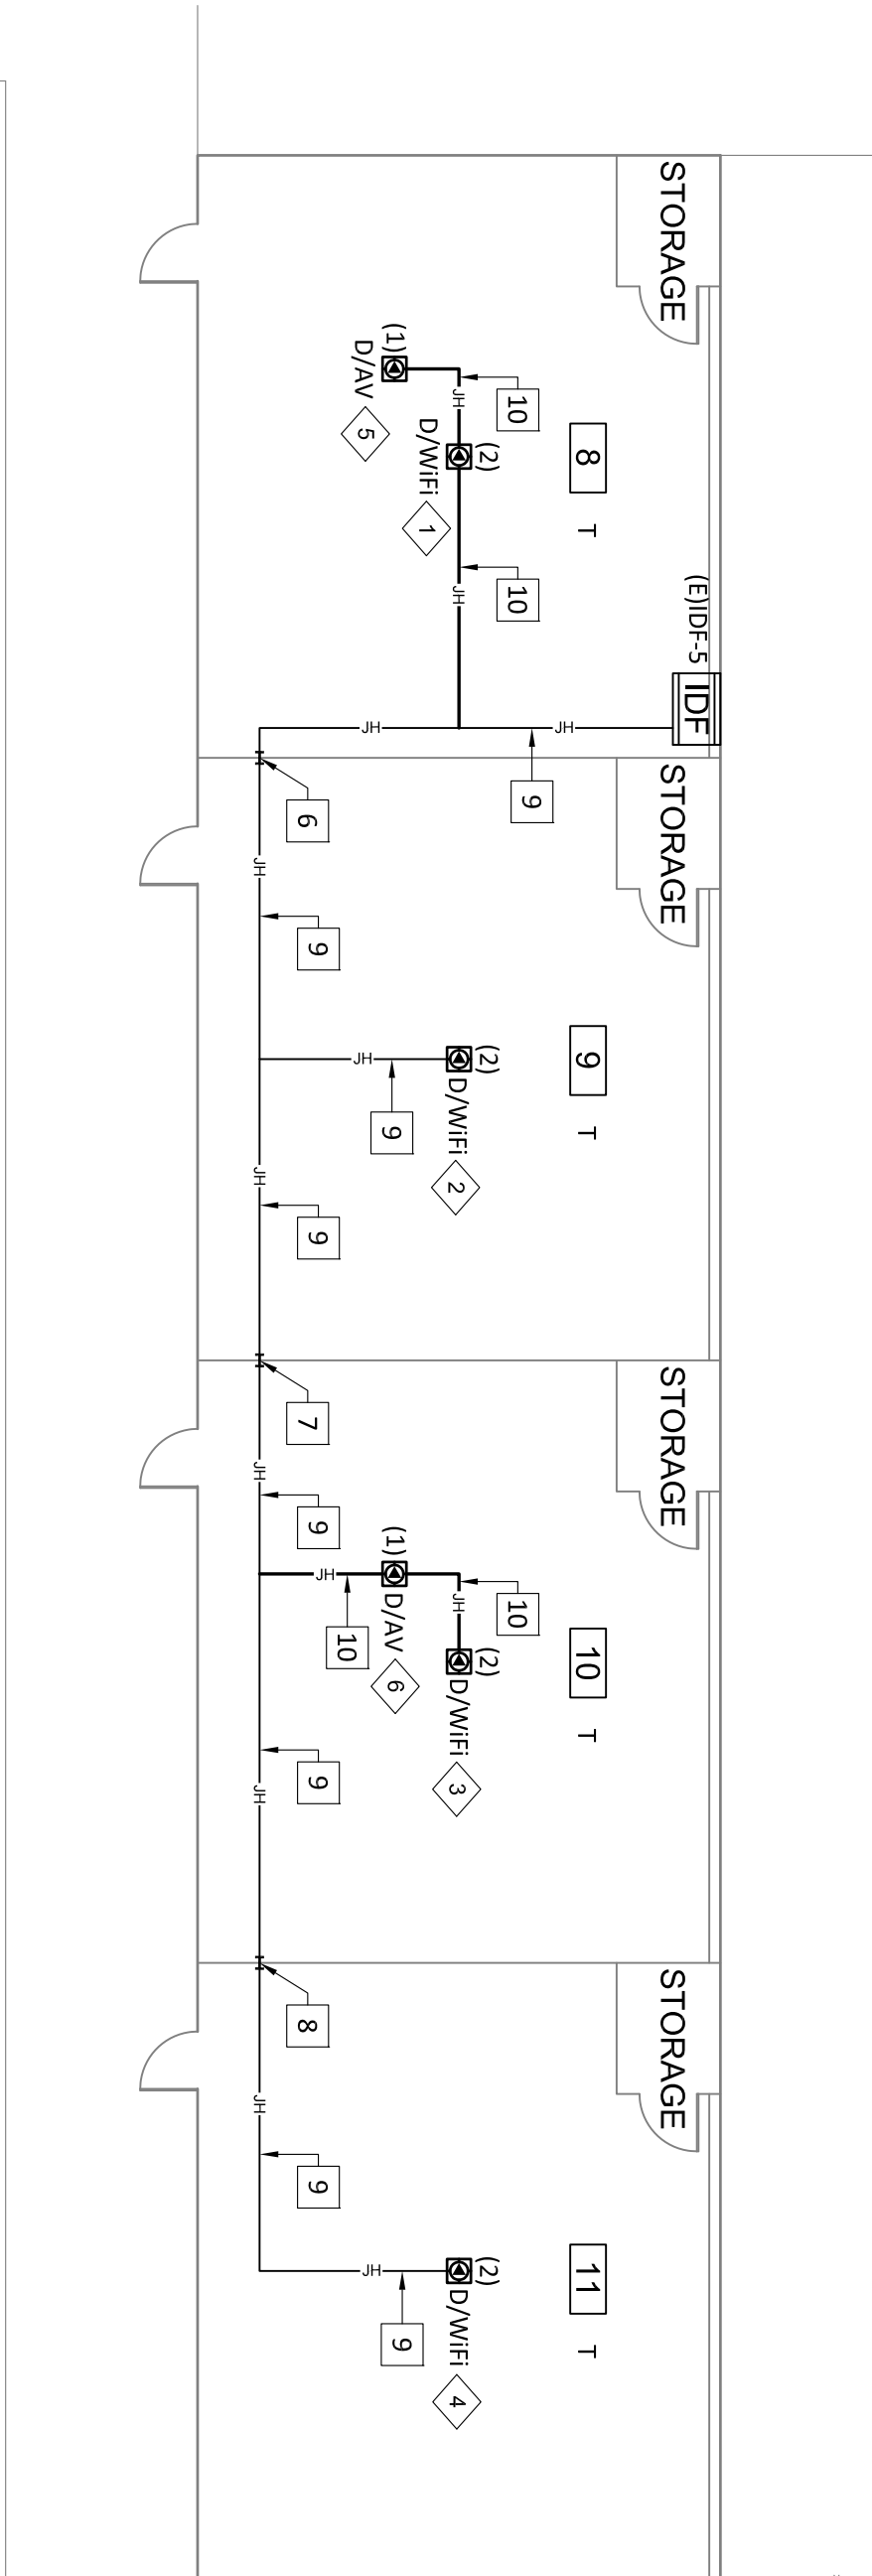 STORAGE
(1)
D/AV
5
JH
10
(2)
D/WiFi
1
8
T
10
JH
(E)IDF-5
IDF
JH
JH
9
STORAGE
6
JH
9
JH
9
(2)
D/WiFi
2
9
T
JH
9
STORAGE
7
JH
9
JH
10
(1)
D/AV
6
10
JH
(2)
D/WiFi
3
10
T
9
JH
STORAGE
8
JH
9
JH
9
(2)
D/WiFi
4
11
T